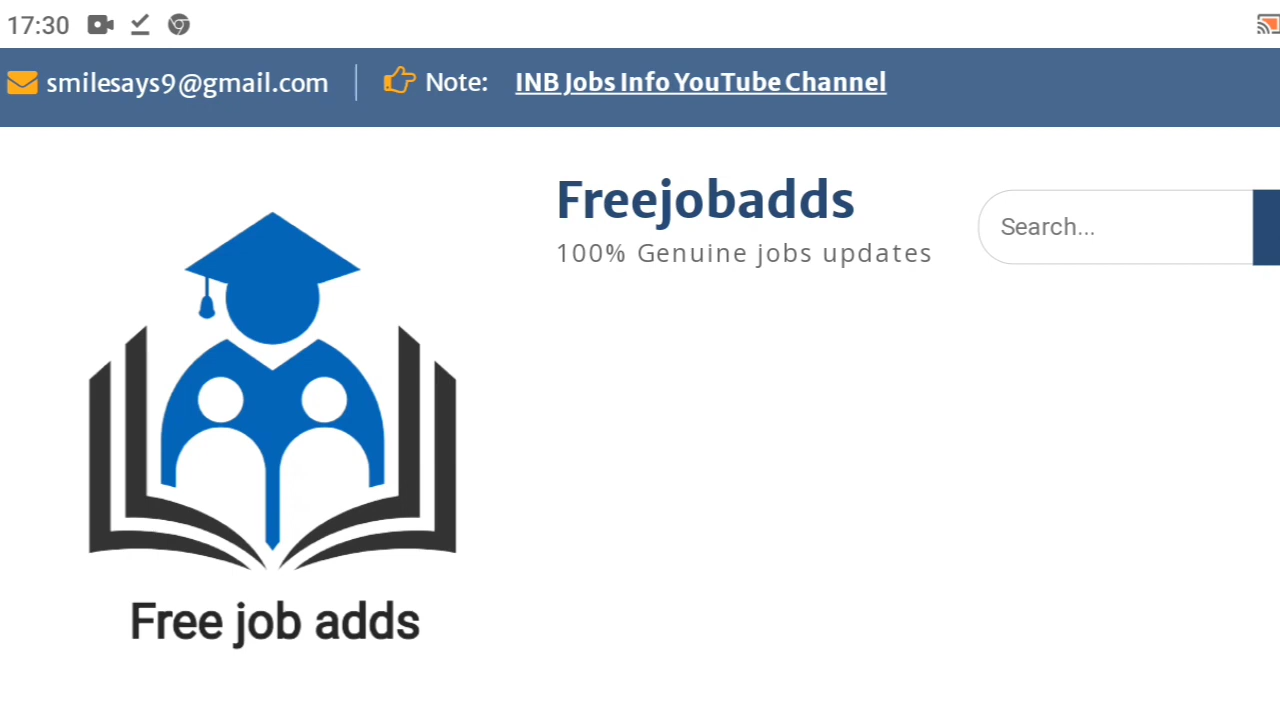 17:30
smilesays9@gmail.com Note: INB Jobs Info YouTube Channel
Freejobadds
100% Genuine jobs updates
Search...
Free job adds